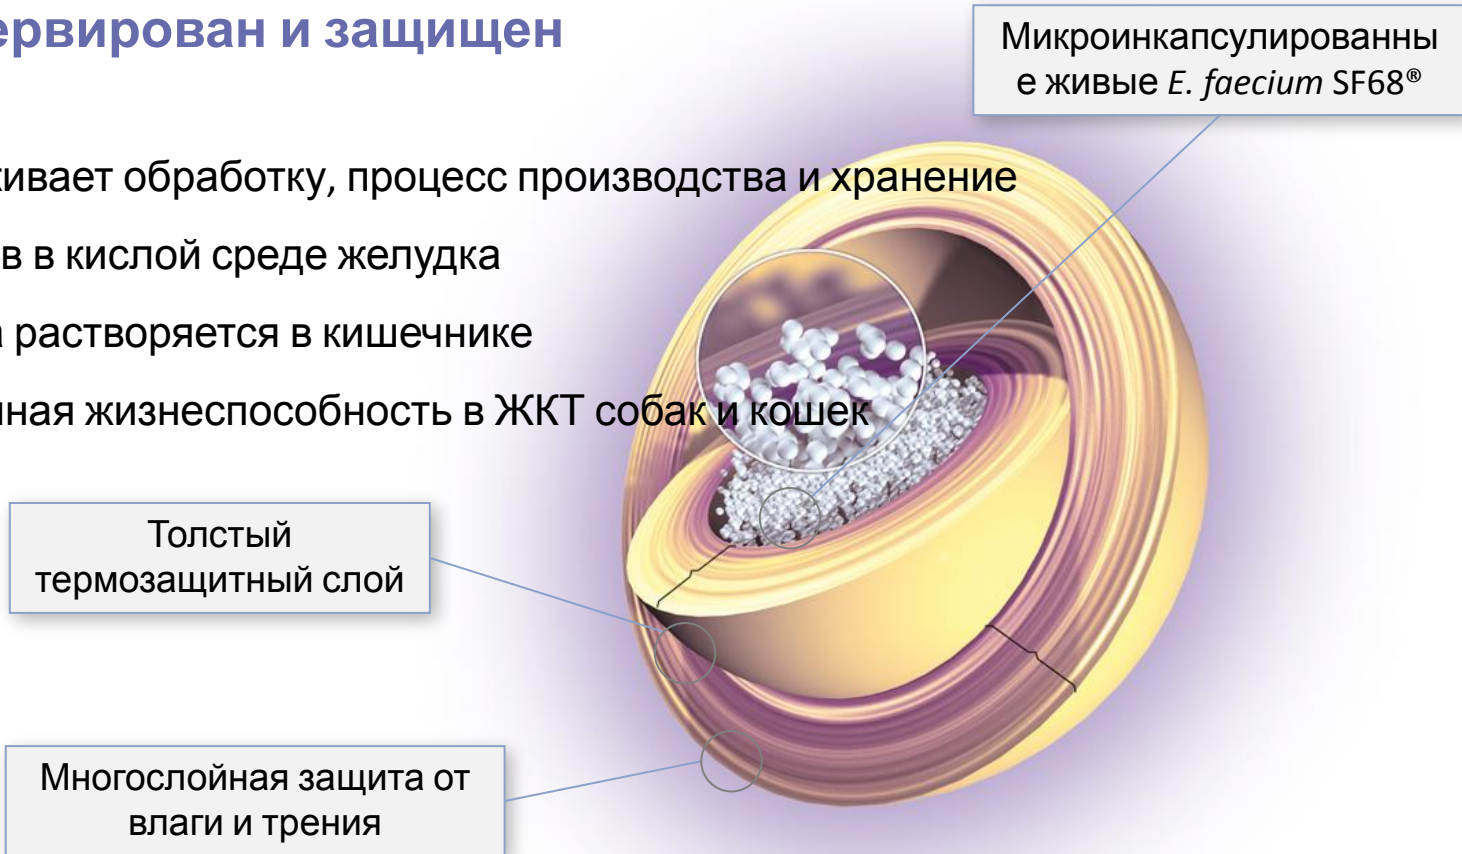 ервирован и защищен
Микроинкапсулированны
е живые E. faecium SF68®
кивает обработку, процесс производства и хранение
в в кислой среде желудка
а растворяется в кишечнике
нная жизнеспособность в ЖКТ собак и кошек
Толстый
термозащитный слой
Многослойная защита от
влаги и трения